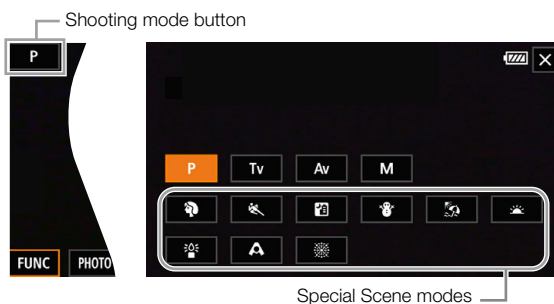 Shooting mode button
P
P Tv Av M
FUNC PHOTO
Special Scene modes